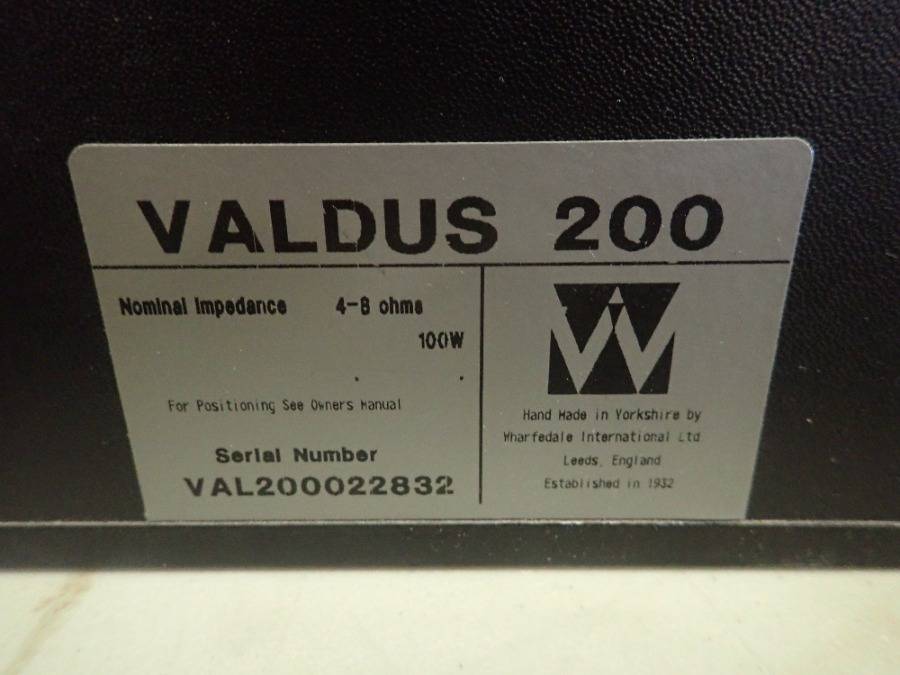 VALDUS 200
Nominal Impedance 4-8 ohms
100W
For Positioning See Owners Manual
Serial Number
VAL200022832
W
Hand Made in Yorkshire by
Wharfedale International Ltd
Leeds, England
Established in 1932